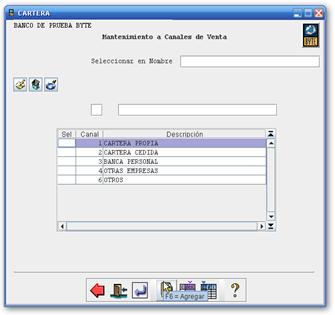 CARTERA
BANCO DE PRUEBA BYTE
Mantenimiento a Canales de Venta
BYTE
Seleccionar en Nombre
Sel Canal Descripción
1 CARTERA PROPIA
2 CARTERA CEDIDA
3 BANCA PERSONAL
4 OTRAS EMPRESAS
6 OTROS
?
F6 = Agregar